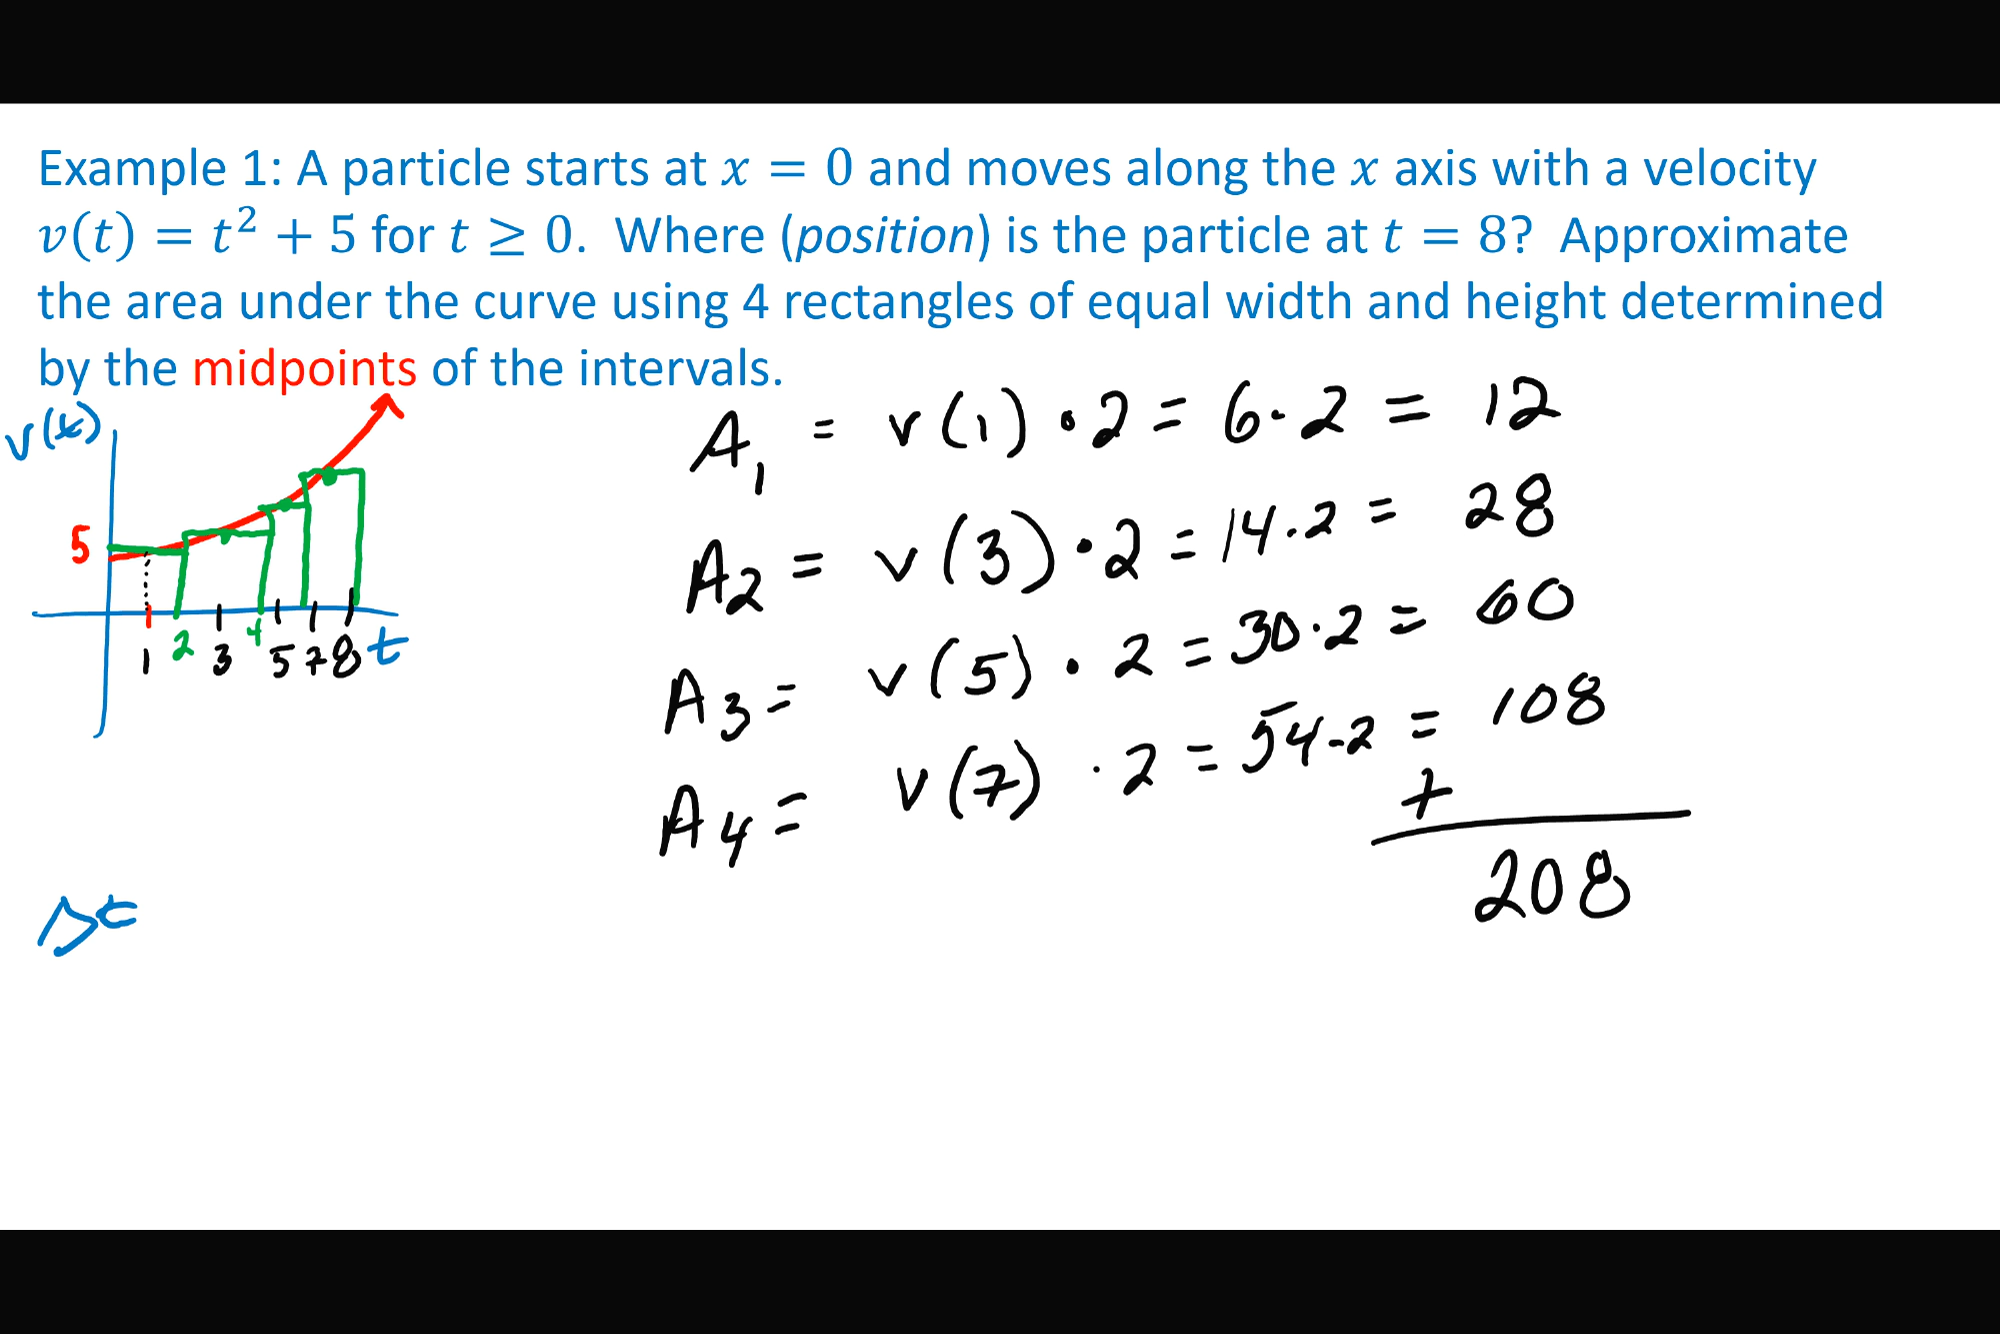 Example 1: A particle starts at x = 0 and moves along the x axis with a velocity
v(t) = t² + 5 for t ≥ 0. Where (position) is the particle at t = 8? Approximate
the area under the curve using 4 rectangles of equal width and height determined
by the midpoints of the intervals.
v(t)
5
1 2 3 4 5 7 8 t
A₁ = v(1) · 2 = 6 · 2 = 12
A₂ = v(3) · 2 = 14 · 2 = 28
A₃ = v(5) · 2 = 30 · 2 = 60
A₄ = v(7) · 2 = 54 · 2 = 108
+
208
Δt